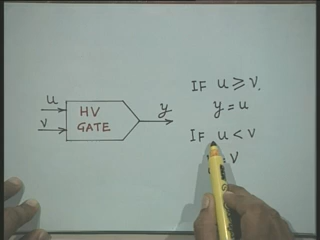 u
v
HV
GATE
y
IF u ≥ v.
y = u
IF u < v
= v